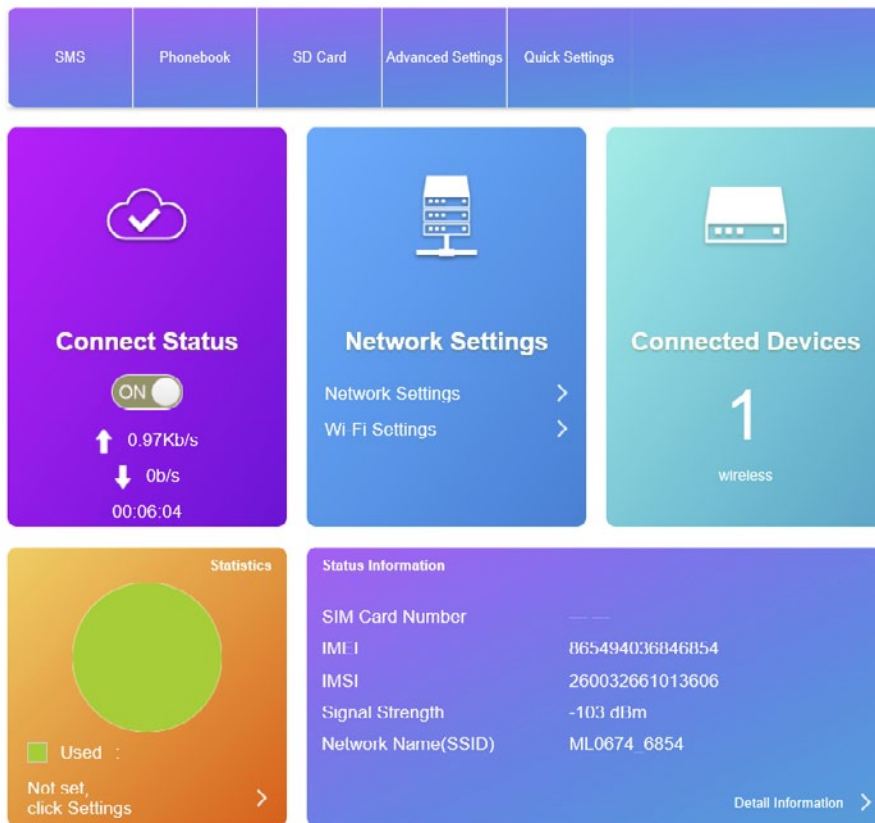 SMS
Phonebook
SD Card
Advanced Settings
Quick Settings
Connect Status
ON
0.97Kb/s
0b/s
00:06:04
Network Settings
Network Settings
Wi-Fi Settings
Connected Devices
1
wireless
Statistics
Used :
Not set,
click Settings
Status Information
SIM Card Number — —
IMEI 865494036846854
IMSI 260032661013606
Signal Strength -103 dBm
Network Name(SSID) ML0674_6854
Detail Information